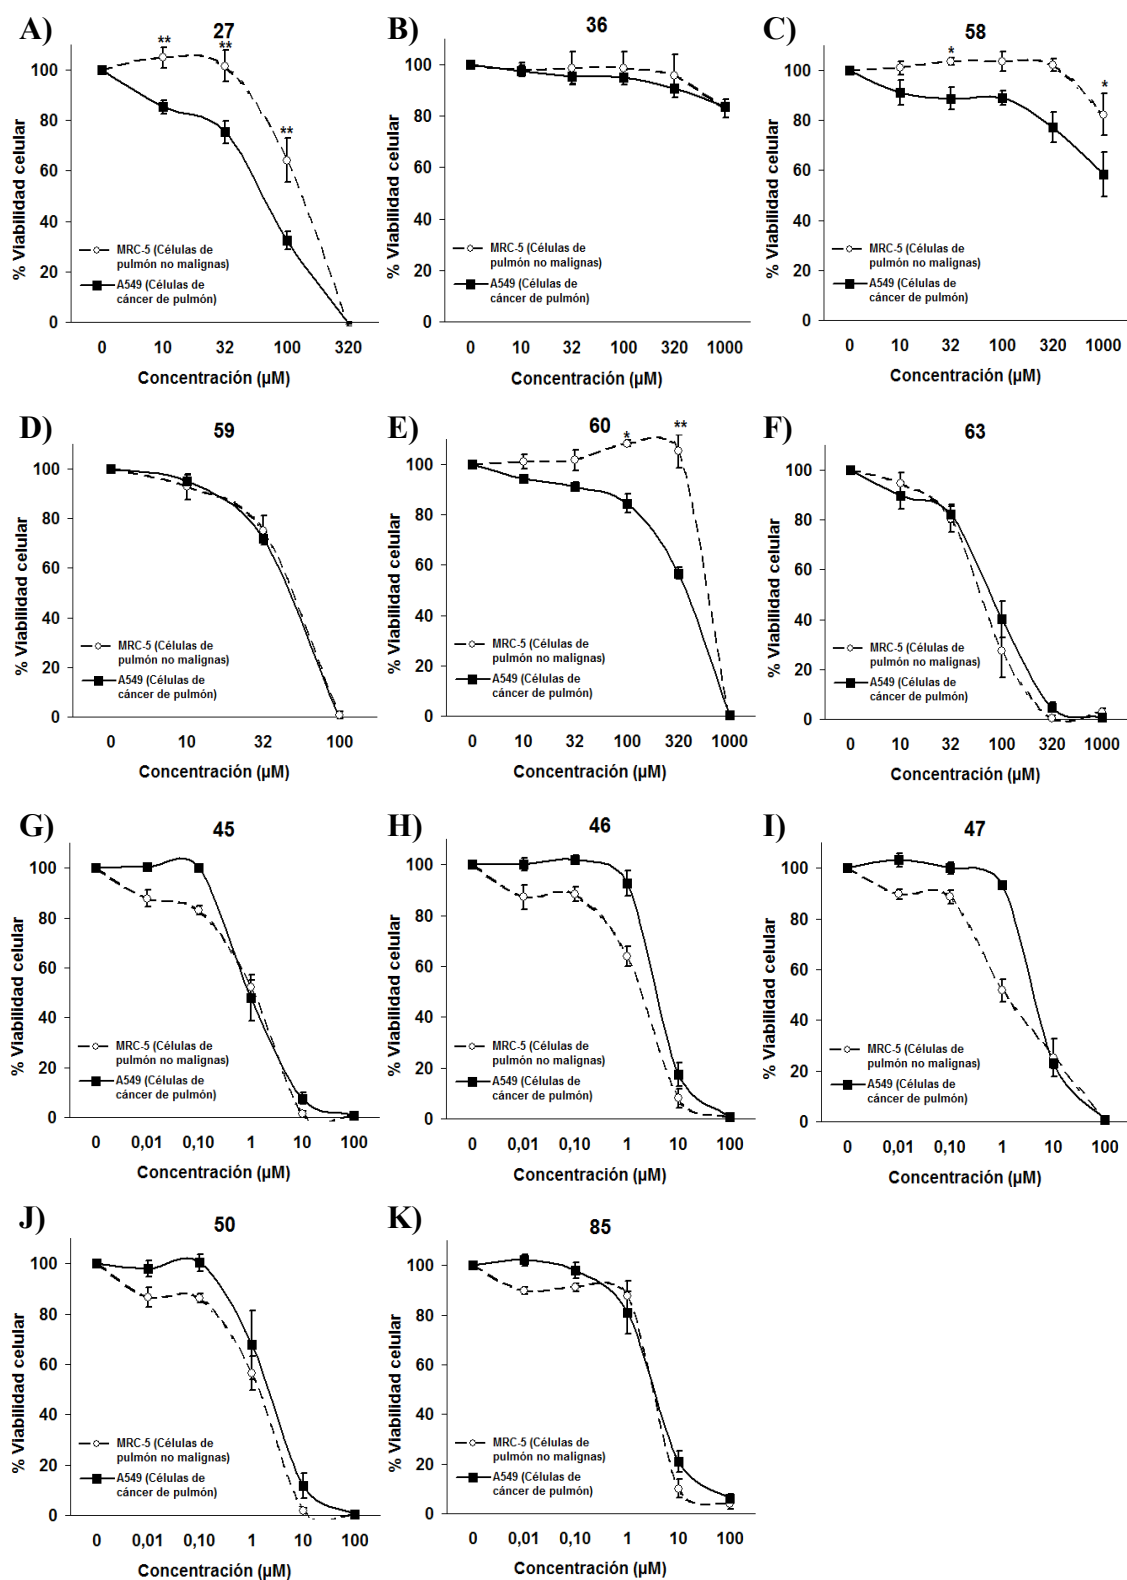 A)
27
**
**
**
% Viabilidad celular
100
80
60
40
20
0
MRC-5 (Células de
pulmón no malignas)
A549 (Células de
cáncer de pulmón)
0 10 32 100 320
Concentración (µM)
B)
36
% Viabilidad celular
100
80
60
40
20
0
MRC-5 (Células de
pulmón no malignas)
A549 (Células de
cáncer de pulmón)
0 10 32 100 320 1000
Concentración (µM)
C)
58
*
*
% Viabilidad celular
100
80
60
40
20
0
MRC-5 (Células de
pulmón no malignas)
A549 (Células de
cáncer de pulmón)
0 10 32 100 320 1000
Concentración (µM)
D)
59
% Viabilidad celular
100
80
60
40
20
0
MRC-5 (Células de
pulmón no malignas)
A549 (Células de
cáncer de pulmón)
0 10 32 100
Concentración (µM)
E)
60
*
**
% Viabilidad celular
100
80
60
40
20
0
MRC-5 (Células de
pulmón no malignas)
A549 (Células de
cáncer de pulmón)
0 10 32 100 320 1000
Concentración (µM)
F)
63
% Viabilidad celular
100
80
60
40
20
0
MRC-5 (Células de
pulmón no malignas)
A549 (Células de
cáncer de pulmón)
0 10 32 100 320 1000
Concentración (µM)
G)
45
% Viabilidad celular
100
80
60
40
20
0
MRC-5 (Células de
pulmón no malignas)
A549 (Células de
cáncer de pulmón)
0 0,01 0,10 1 10 100
Concentración (µM)
H)
46
% Viabilidad celular
100
80
60
40
20
0
MRC-5 (Células de
pulmón no malignas)
A549 (Células de
cáncer de pulmón)
0 0,01 0,10 1 10 100
Concentración (µM)
I)
47
% Viabilidad celular
100
80
60
40
20
0
MRC-5 (Células de
pulmón no malignas)
A549 (Células de
cáncer de pulmón)
0 0,01 0,10 1 10 100
Concentración (µM)
J)
50
% Viabilidad celular
100
80
60
40
20
0
MRC-5 (Células de
pulmón no malignas)
A549 (Células de
cáncer de pulmón)
0 0,01 0,10 1 10 100
Concentración (µM)
K)
85
% Viabilidad celular
100
80
60
40
20
0
MRC-5 (Células de
pulmón no malignas)
A549 (Células de
cáncer de pulmón)
0 0,01 0,10 1 10 100
Concentración (µM)